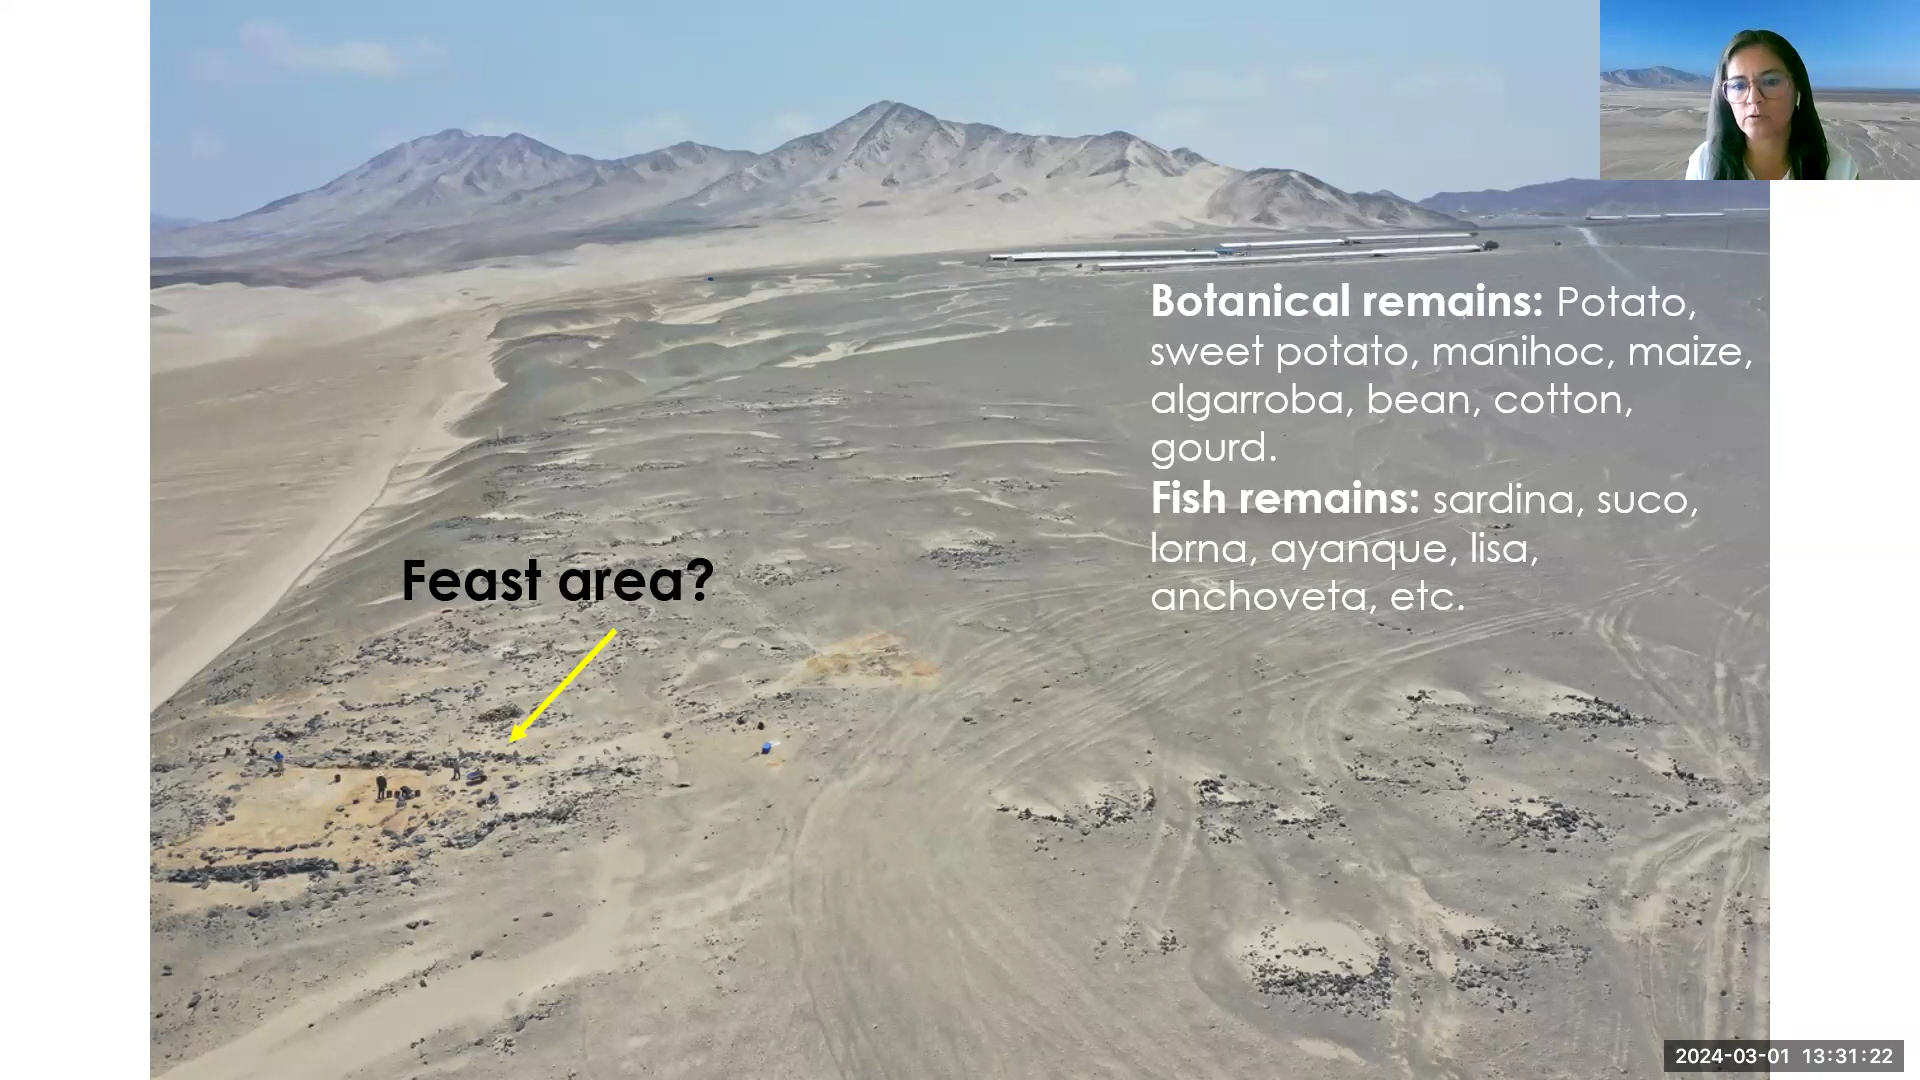 Botanical remains: Potato,
sweet potato, manihoc, maize,
algarroba, bean, cotton,
gourd.
Fish remains: sardina, suco,
lorna, ayanque, lisa,
anchoveta, etc.
Feast area?
2024-03-01 13:31:22